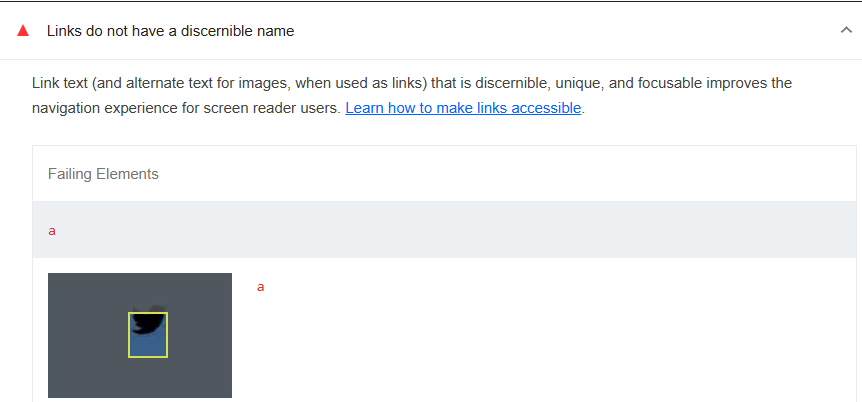 Links do not have a discernible name
Link text (and alternate text for images, when used as links) that is discernible, unique, and focusable improves the
navigation experience for screen reader users. Learn how to make links accessible.
Failing Elements
a
a